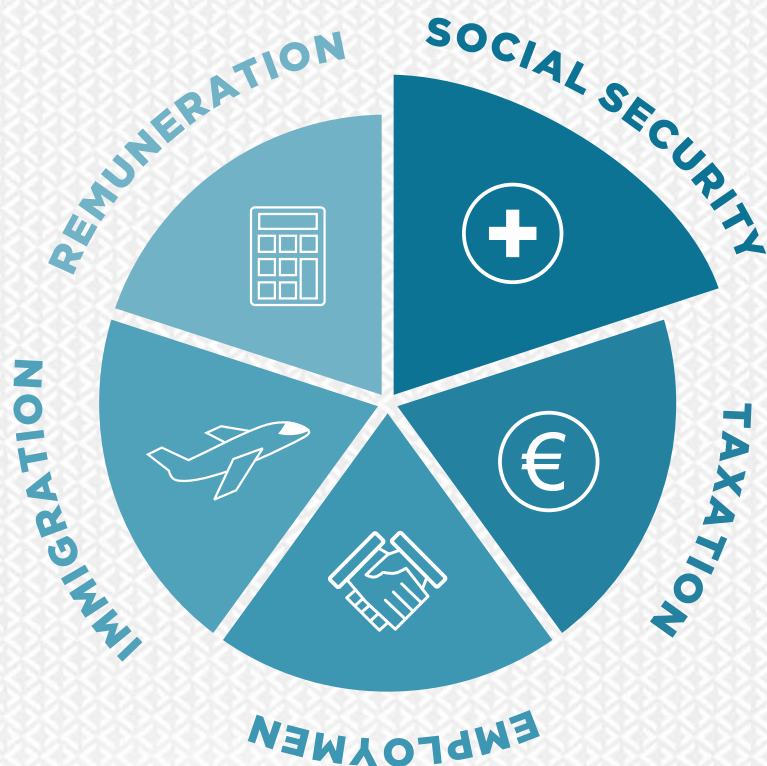 SOCIAL SECURITY
TAXATION
EMPLOYMEN
IMMIGRATION
REMUNERATION
€